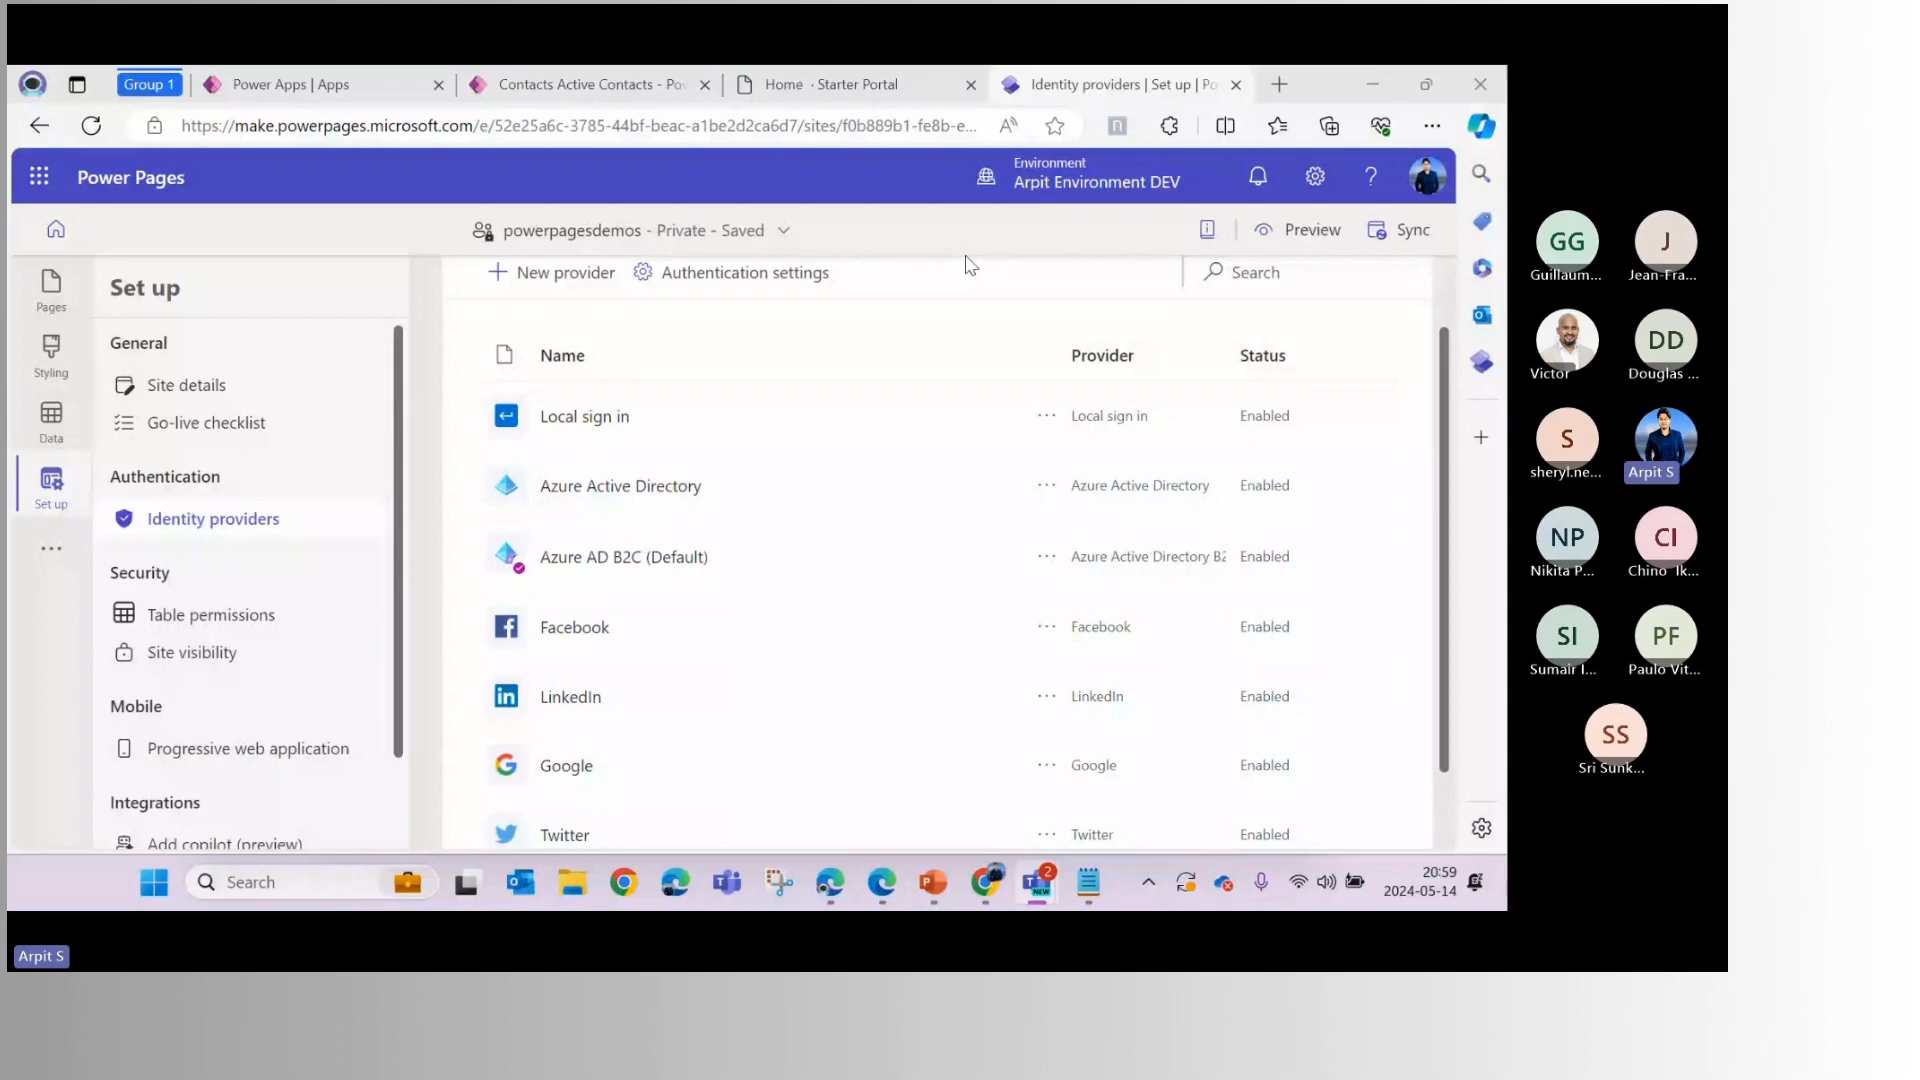 Group 1
Power Apps | Apps
Contacts Active Contacts - Po
Home · Starter Portal
Identity providers | Set up | Po
https://make.powerpages.microsoft.com/e/52e25a6c-3785-44bf-beac-a1be2d2ca6d7/sites/f0b889b1-fe8b-e...
Power Pages
Environment
Arpit Environment DEV
powerpagesdemos - Private - Saved
Preview
Sync
Pages
Styling
Data
Set up
Set up
General
Site details
Go-live checklist
Authentication
Identity providers
Security
Table permissions
Site visibility
Mobile
Progressive web application
Integrations
Add copilot (preview)
New provider
Authentication settings
Search
Name Provider Status
Local sign in Local sign in Enabled
Azure Active Directory Azure Active Directory Enabled
Azure AD B2C (Default) Azure Active Directory B2 Enabled
Facebook Facebook Enabled
LinkedIn LinkedIn Enabled
Google Google Enabled
Twitter Twitter Enabled
Search
2
NEW
20:59
2024-05-14
GG
Guillaum...
J
Jean-Fra...
Victor
DD
Douglas ...
S
sheryl.ne...
Arpit S
NP
Nikita P...
CI
Chino Ik...
SI
Sumair I...
PF
Paulo Vit...
SS
Sri Sunk...
Arpit S